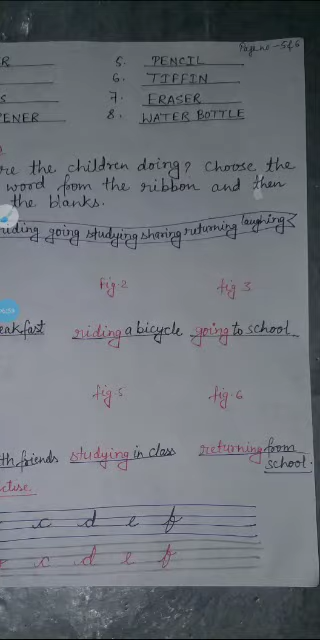 Page no - 5 & 6
R 5. PENCIL
6. TIFFIN
S 7. ERASER
PENER 8. WATER BOTTLE
re the children doing? Choose the
word from the ribbon and then
the blanks.
riding going studying sharing returning laughing
Fig-2 fig 3
eakfast riding a bicycle going to school
fig-5 fig-6
th friends studying in class returning from
school.
c d e f
c d e f